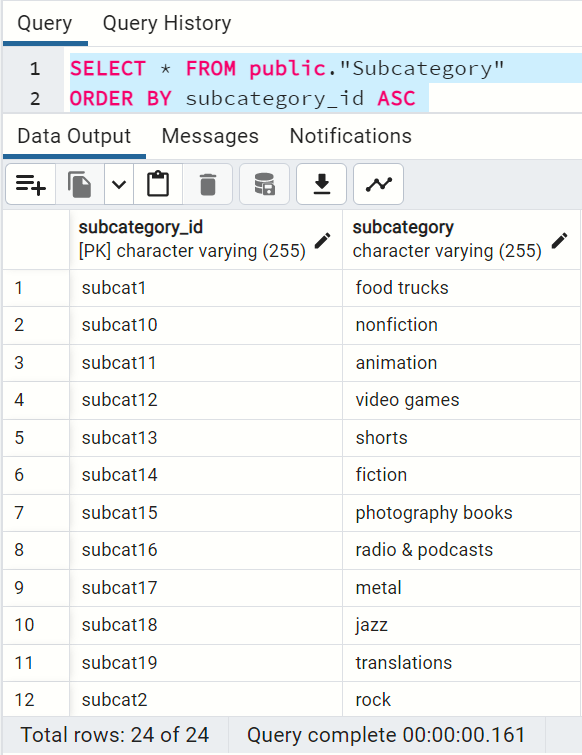 Query Query History
1 SELECT * FROM public."Subcategory"
2 ORDER BY subcategory_id ASC
Data Output Messages Notifications
subcategory_id subcategory
[PK] character varying (255) character varying (255)
1 subcat1 food trucks
2 subcat10 nonfiction
3 subcat11 animation
4 subcat12 video games
5 subcat13 shorts
6 subcat14 fiction
7 subcat15 photography books
8 subcat16 radio & podcasts
9 subcat17 metal
10 subcat18 jazz
11 subcat19 translations
12 subcat2 rock
Total rows: 24 of 24 Query complete 00:00:00.161